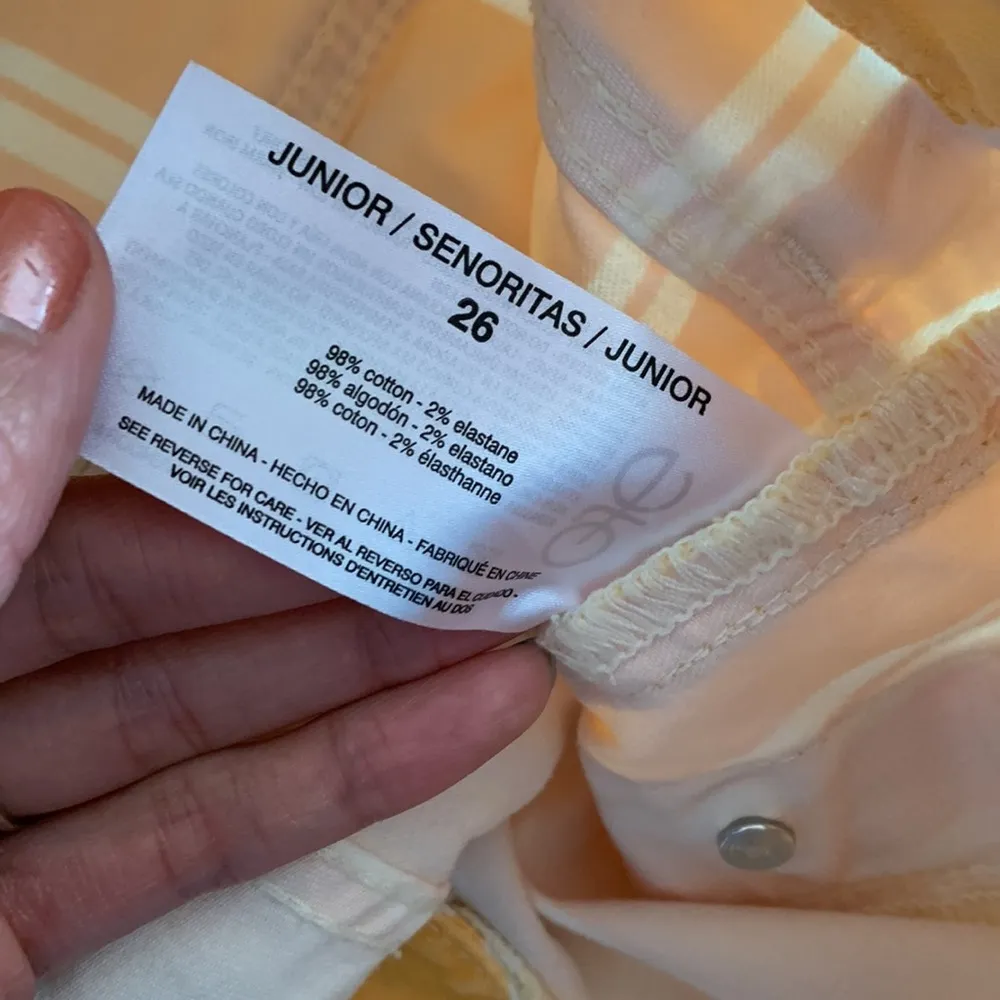 JUNIOR / SENORITAS / JUNIOR
26
98% cotton - 2% elastane
98% algodón - 2% elastano
98% coton - 2% élasthanne
MADE IN CHINA - HECHO EN CHINA - FABRIQUÉ EN CHINE
SEE REVERSE FOR CARE - VER AL REVERSO PARA EL CUIDADO -
VOIR LES INSTRUCTIONS D'ENTRETIEN AU DOS